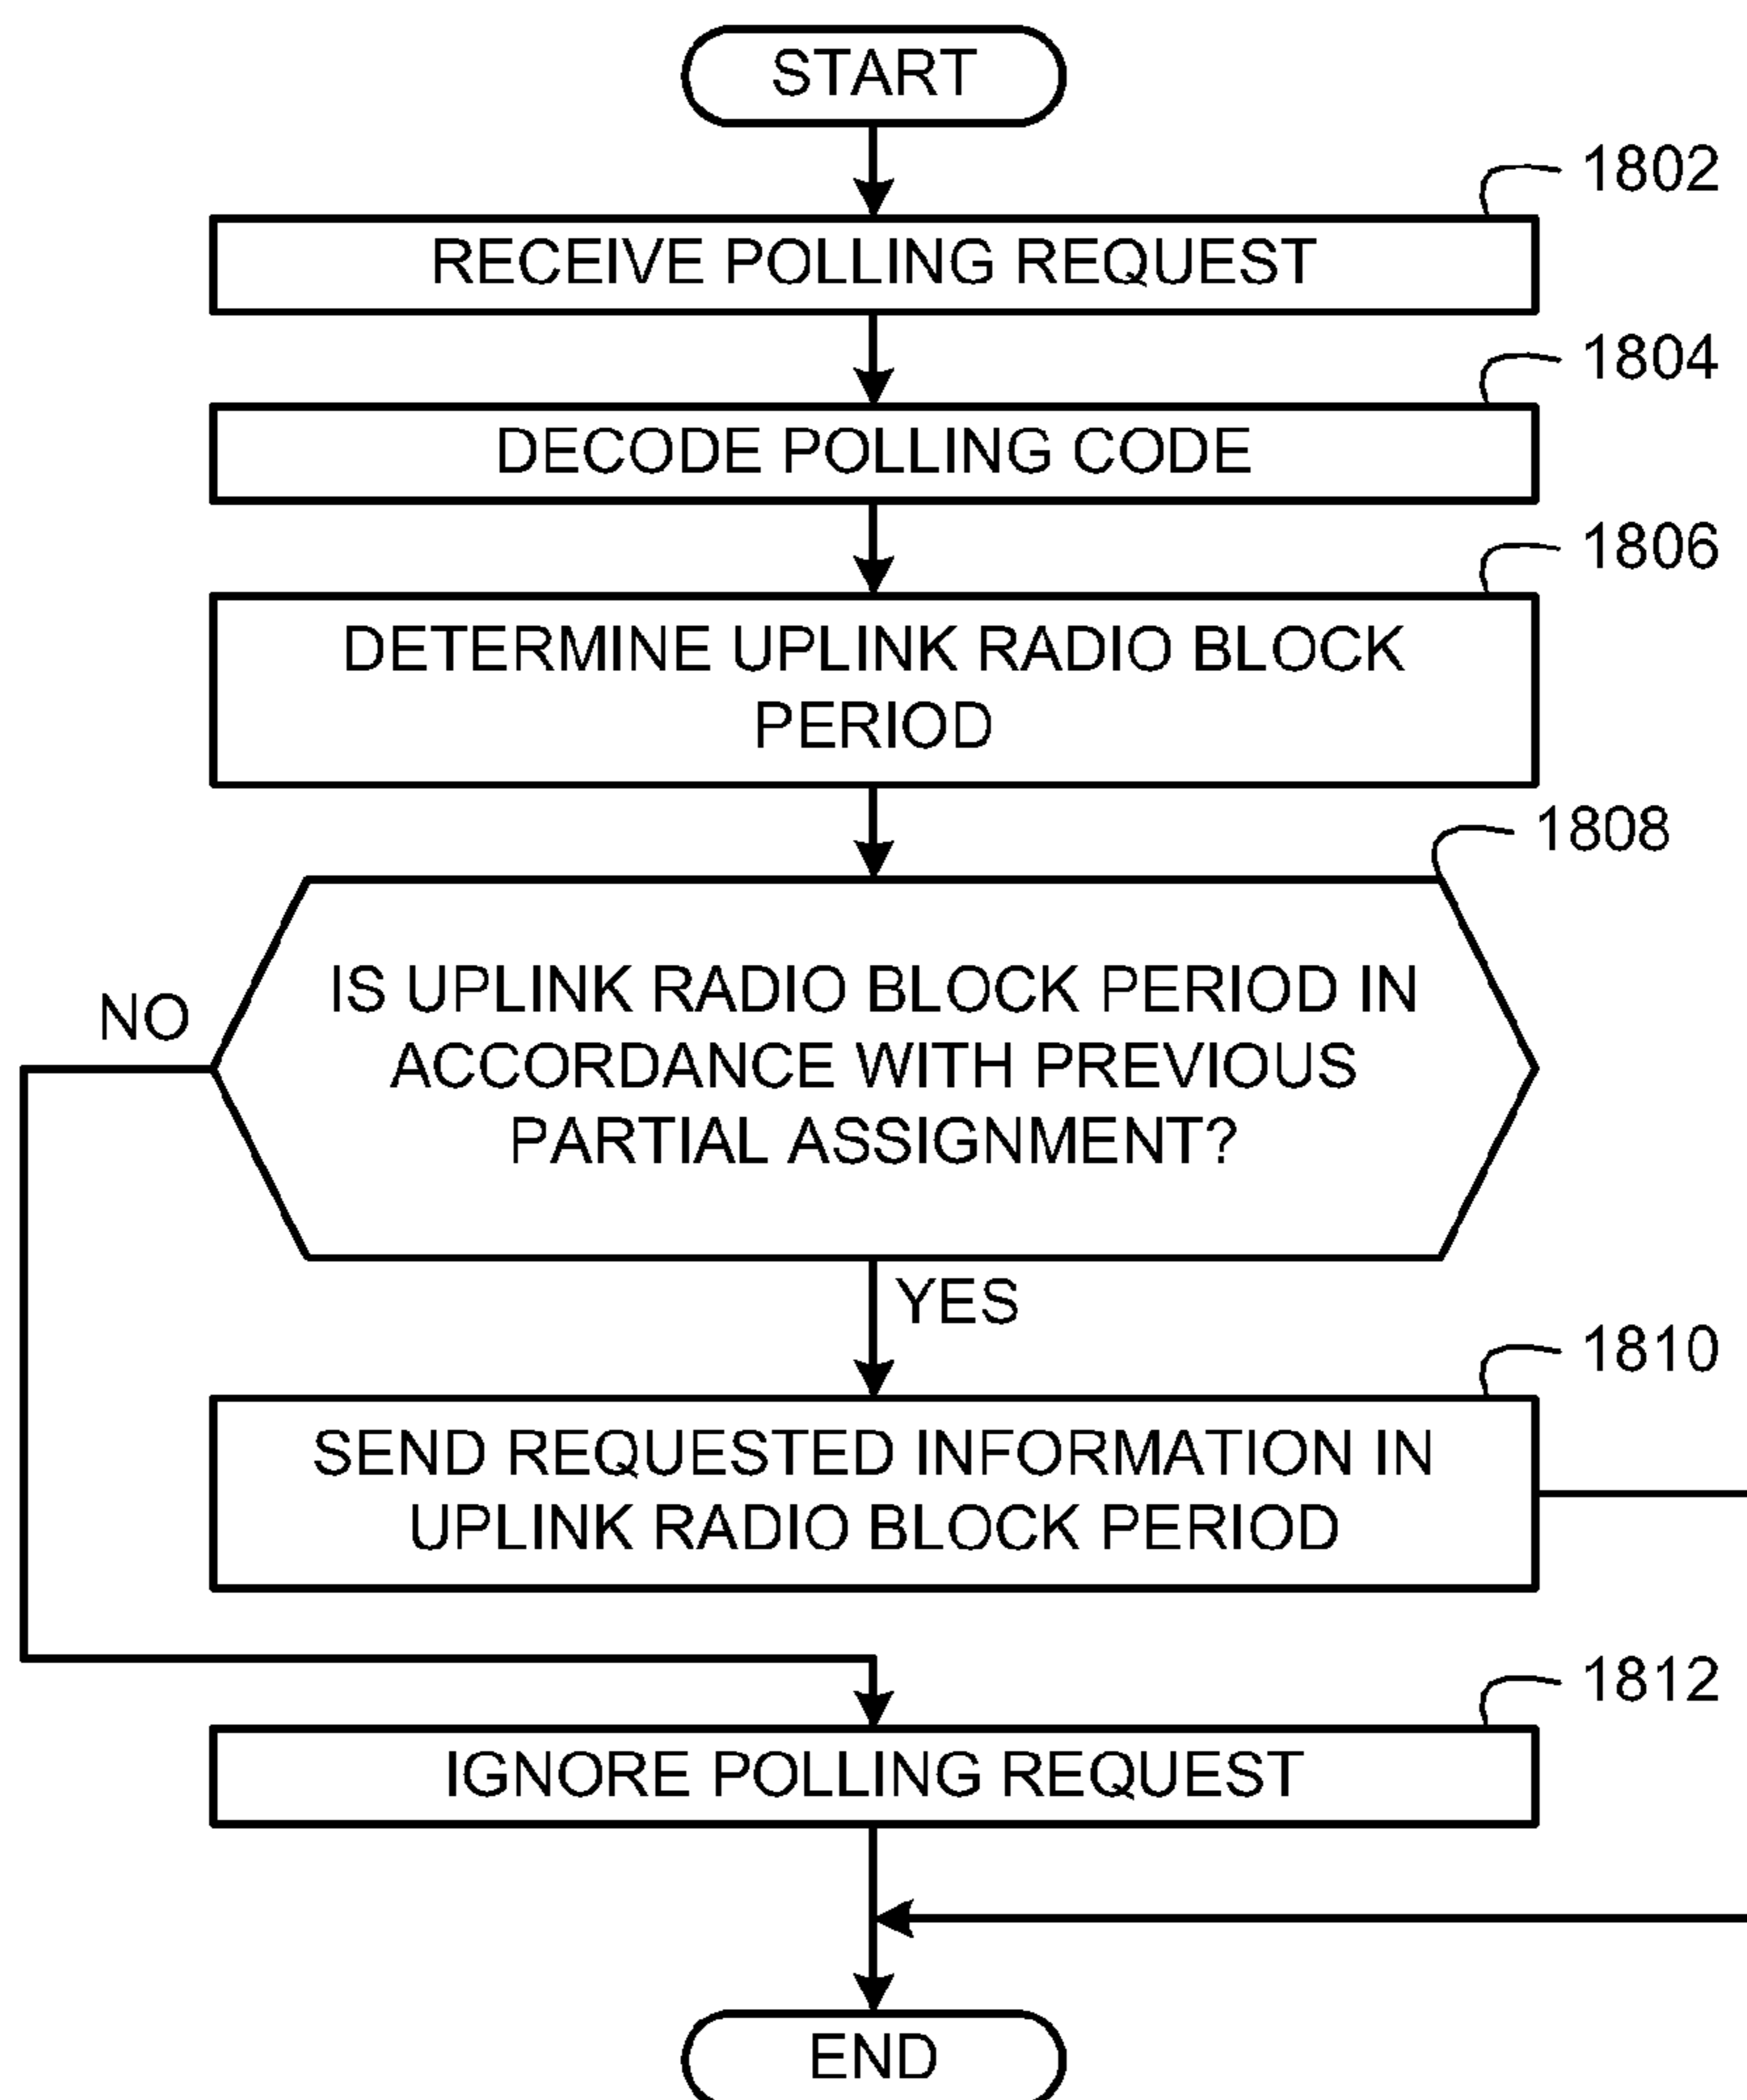 START
1802
RECEIVE POLLING REQUEST
1804
DECODE POLLING CODE
1806
DETERMINE UPLINK RADIO BLOCK
PERIOD
1808
IS UPLINK RADIO BLOCK PERIOD IN
ACCORDANCE WITH PREVIOUS
PARTIAL ASSIGNMENT?
NO
YES
1810
SEND REQUESTED INFORMATION IN
UPLINK RADIO BLOCK PERIOD
1812
IGNORE POLLING REQUEST
END